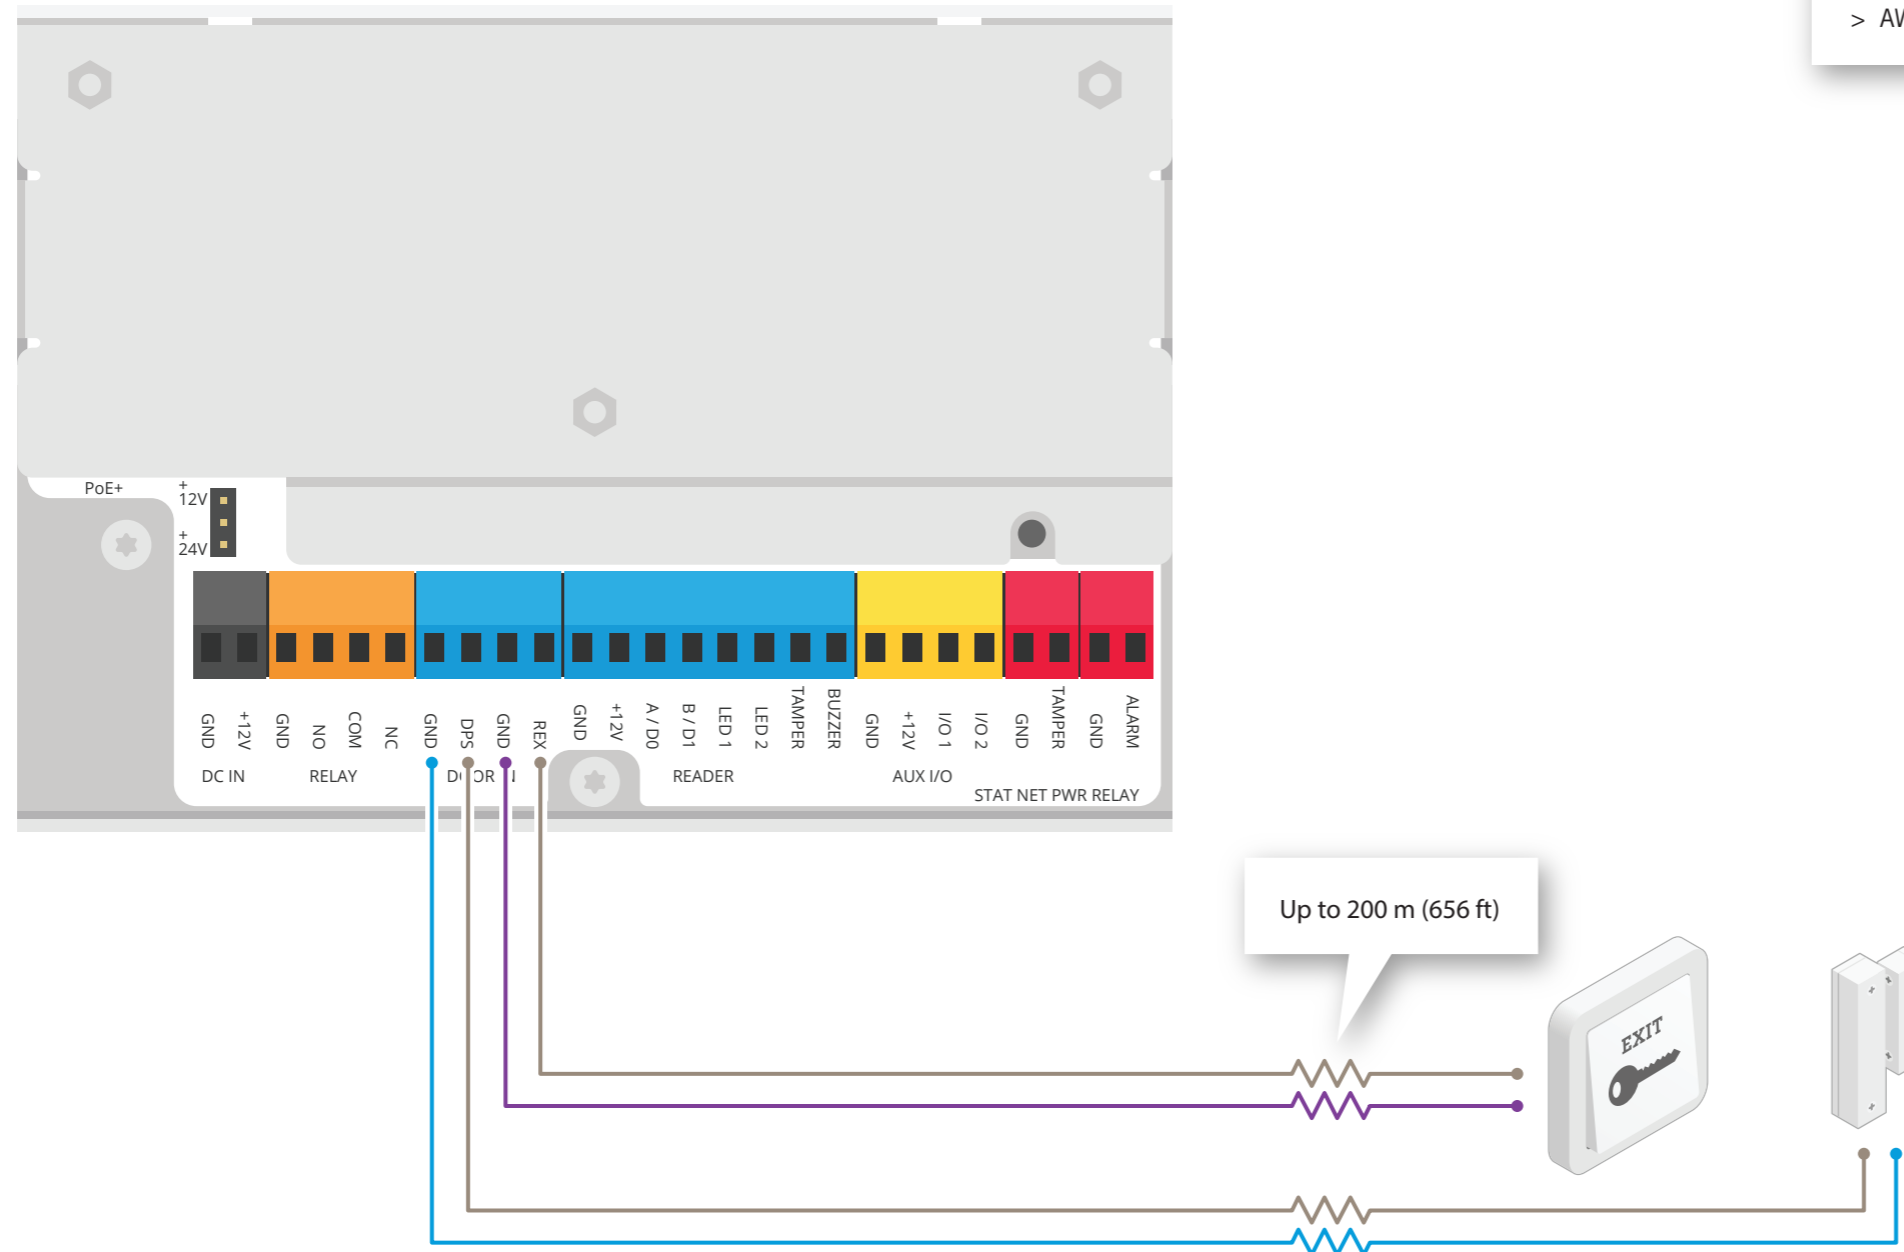 > AW
PoE+
+
12V
+
24V
GND +12V GND NO COM NC GND DPS GND REX GND +12V A / D0 B / D1 LED 1 LED 2 TAMPER BUZZER GND +12V I/O 1 I/O 2 GND TAMPER GND ALARM
DC IN RELAY READER AUX I/O
STAT NET PWR RELAY
Up to 200 m (656 ft)
EXIT